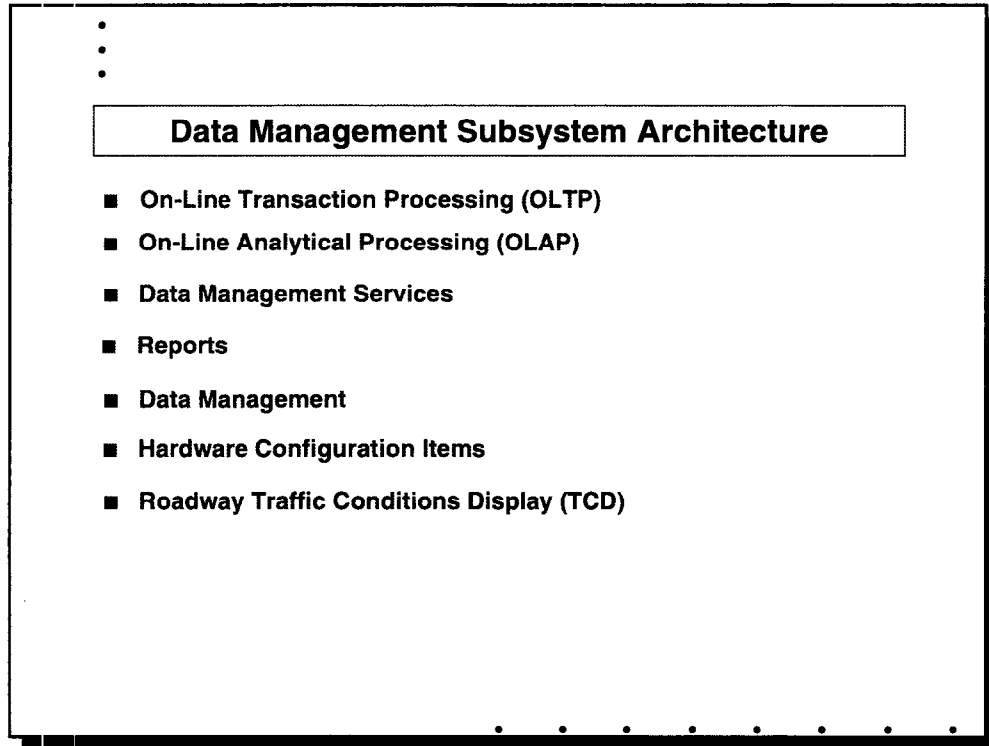 Data Management Subsystem Architecture
■ On-Line Transaction Processing (OLTP)
■ On-Line Analytical Processing (OLAP)
■ Data Management Services
■ Reports
■ Data Management
■ Hardware Configuration Items
■ Roadway Traffic Conditions Display (TCD)